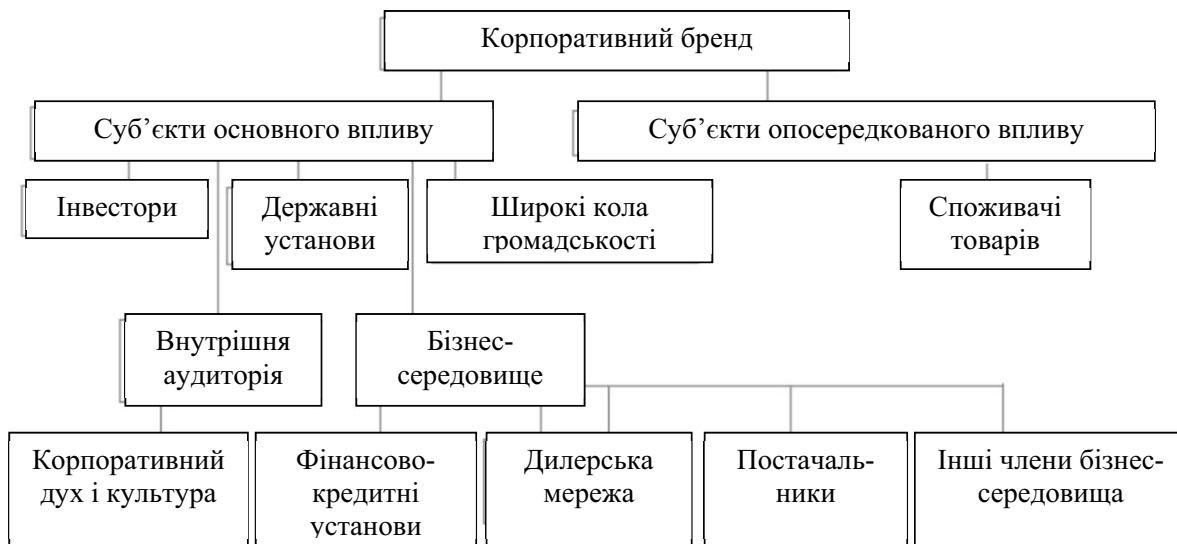 Корпоративний бренд
Суб’єкти основного впливу
Суб’єкти опосередкованого впливу
Інвестори
Державні
установи
Широкі кола
громадськості
Споживачі
товарів
Внутрішня
аудиторія
Бізнес-
середовище
Корпоративний
дух і культура
Фінансово-
кредитні
установи
Дилерська
мережа
Постачаль-
ники
Інші члени бізнес-
середовища